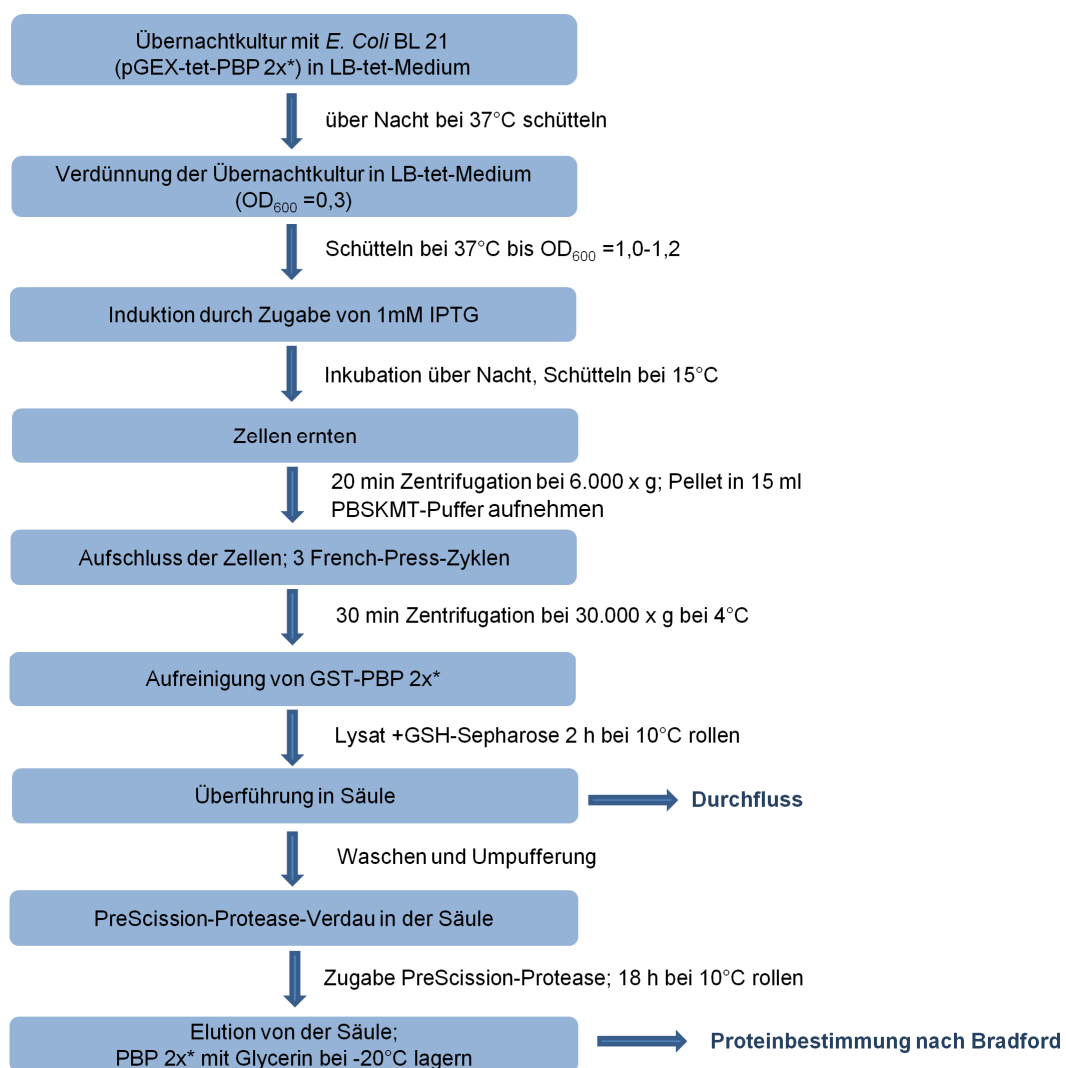 Übernachtkultur mit E. Coli BL 21
(pGEX-tet-PBP 2x*) in LB-tet-Medium
über Nacht bei 37°C schütteln
Verdünnung der Übernachtkultur in LB-tet-Medium
(OD600 =0,3)
Schütteln bei 37°C bis OD600 =1,0-1,2
Induktion durch Zugabe von 1mM IPTG
Inkubation über Nacht, Schütteln bei 15°C
Zellen ernten
20 min Zentrifugation bei 6.000 x g; Pellet in 15 ml
PBSKMT-Puffer aufnehmen
Aufschluss der Zellen; 3 French-Press-Zyklen
30 min Zentrifugation bei 30.000 x g bei 4°C
Aufreinigung von GST-PBP 2x*
Lysat +GSH-Sepharose 2 h bei 10°C rollen
Überführung in Säule
Durchfluss
Waschen und Umpufferung
PreScission-Protease-Verdau in der Säule
Zugabe PreScission-Protease; 18 h bei 10°C rollen
Elution von der Säule;
PBP 2x* mit Glycerin bei -20°C lagern
Proteinbestimmung nach Bradford